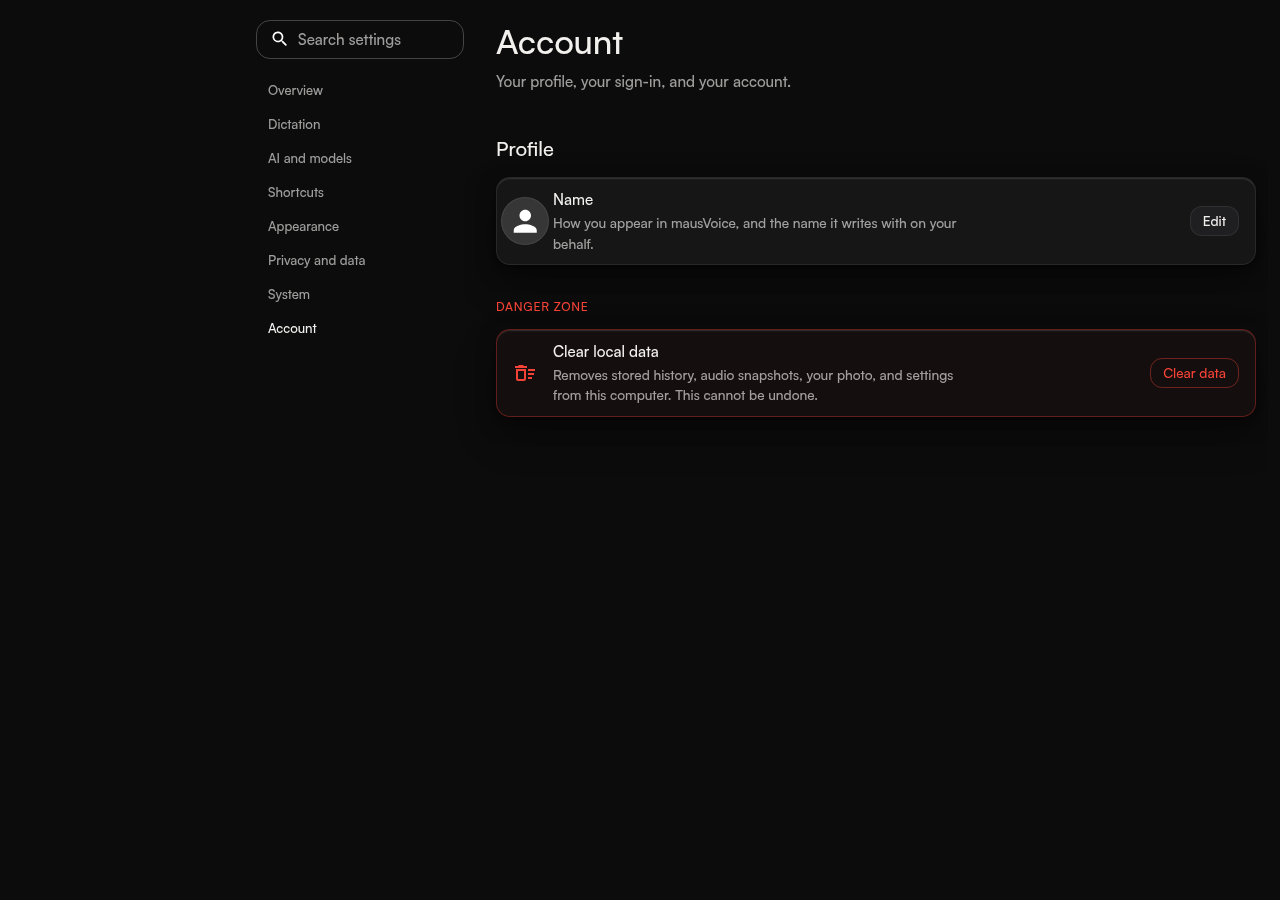 Search settings
Overview
Dictation
AI and models
Shortcuts
Appearance
Privacy and data
System
Account
Account
Your profile, your sign-in, and your account.
Profile
Name
How you appear in mausVoice, and the name it writes with on your
behalf.
Edit
DANGER ZONE
Clear local data
Removes stored history, audio snapshots, your photo, and settings
from this computer. This cannot be undone.
Clear data